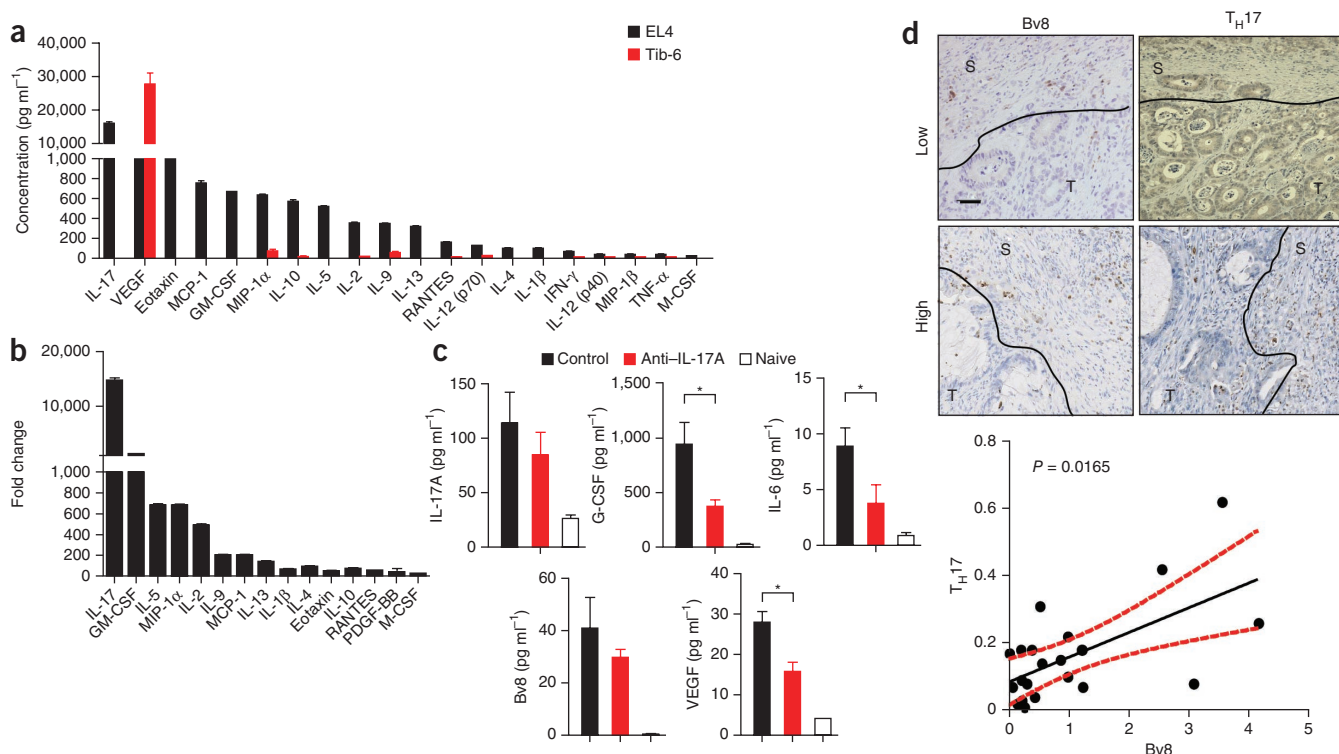 a
Concentration (pg ml⁻¹)
40,000
30,000
20,000
10,000
1,000
800
600
400
200
0
EL4
Tib-6
IL-17
VEGF
Eotaxin
MCP-1
GM-CSF
MIP-1α
IL-10
IL-5
IL-2
IL-9
IL-13
RANTES
IL-12 (p70)
IL-4
IL-1β
IFN-γ
IL-12 (p40)
MIP-1β
TNF-α
M-CSF
b
Fold change
20,000
10,000
1,000
800
600
400
200
0
IL-17
GM-CSF
IL-5
MIP-1α
IL-2
IL-9
MCP-1
IL-13
IL-1β
IL-4
Eotaxin
IL-10
RANTES
PDGF-BB
M-CSF
c
Control
Anti–IL-17A
Naive
IL-17A (pg ml⁻¹)
150
100
50
0
G-CSF (pg ml⁻¹)
1,500
1,000
500
0
*
IL-6 (pg ml⁻¹)
15
10
5
0
*
Bv8 (pg ml⁻¹)
60
40
20
0
VEGF (pg ml⁻¹)
40
30
20
10
0
*
d
Bv8
T_H17
Low
S
T
S
T
High
S
T
S
T
P = 0.0165
T_H17
0.8
0.6
0.4
0.2
0
0 1 2 3 4 5
Bv8